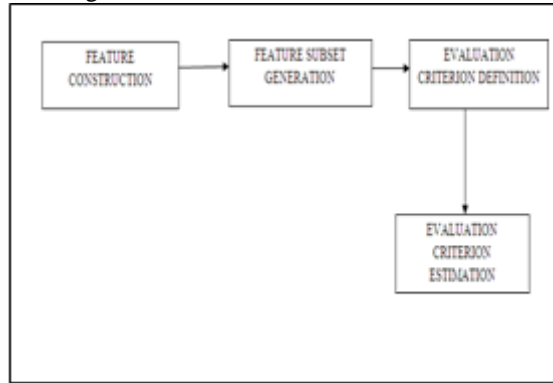 FEATURE
CONSTRUCTION
FEATURE SUBSET
GENERATION
EVALUATION
CRITERION DEFINITION
EVALUATION
CRITERION
ESTIMATION